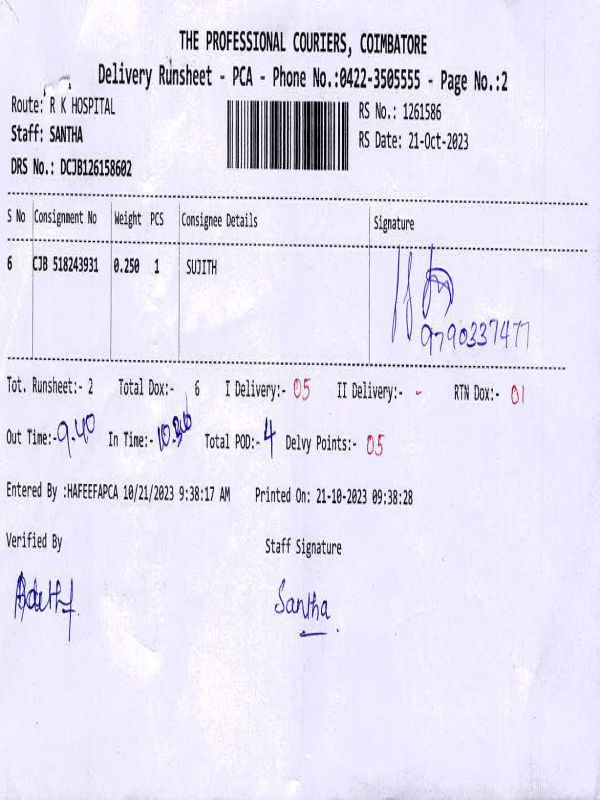 THE PROFESSIONAL COURIERS, COIMBATORE
Delivery Runsheet - PCA - Phone No.:0422-3505555 - Page No.:2
Route: R K HOSPITAL
Staff: SANTHA
DRS No.: DCJB126158602
RS No.: 1261586
RS Date: 21-Oct-2023
S No Consignment No Weight PCS Consignee Details Signature
6 CJB 518243931 0.250 1 SUJITH
9790337477
Tot. Runsheet:- 2 Total Dox:- 6 I Delivery:- 05 II Delivery:- - RTN Dox:- 01
Out Time:- 9.40 In Time:- Total POD:- 4 Delvy Points:- 05
Entered By :HAFEEFAPCA 10/21/2023 9:38:17 AM Printed On: 21-10-2023 09:38:28
Verified By Staff Signature
Santha